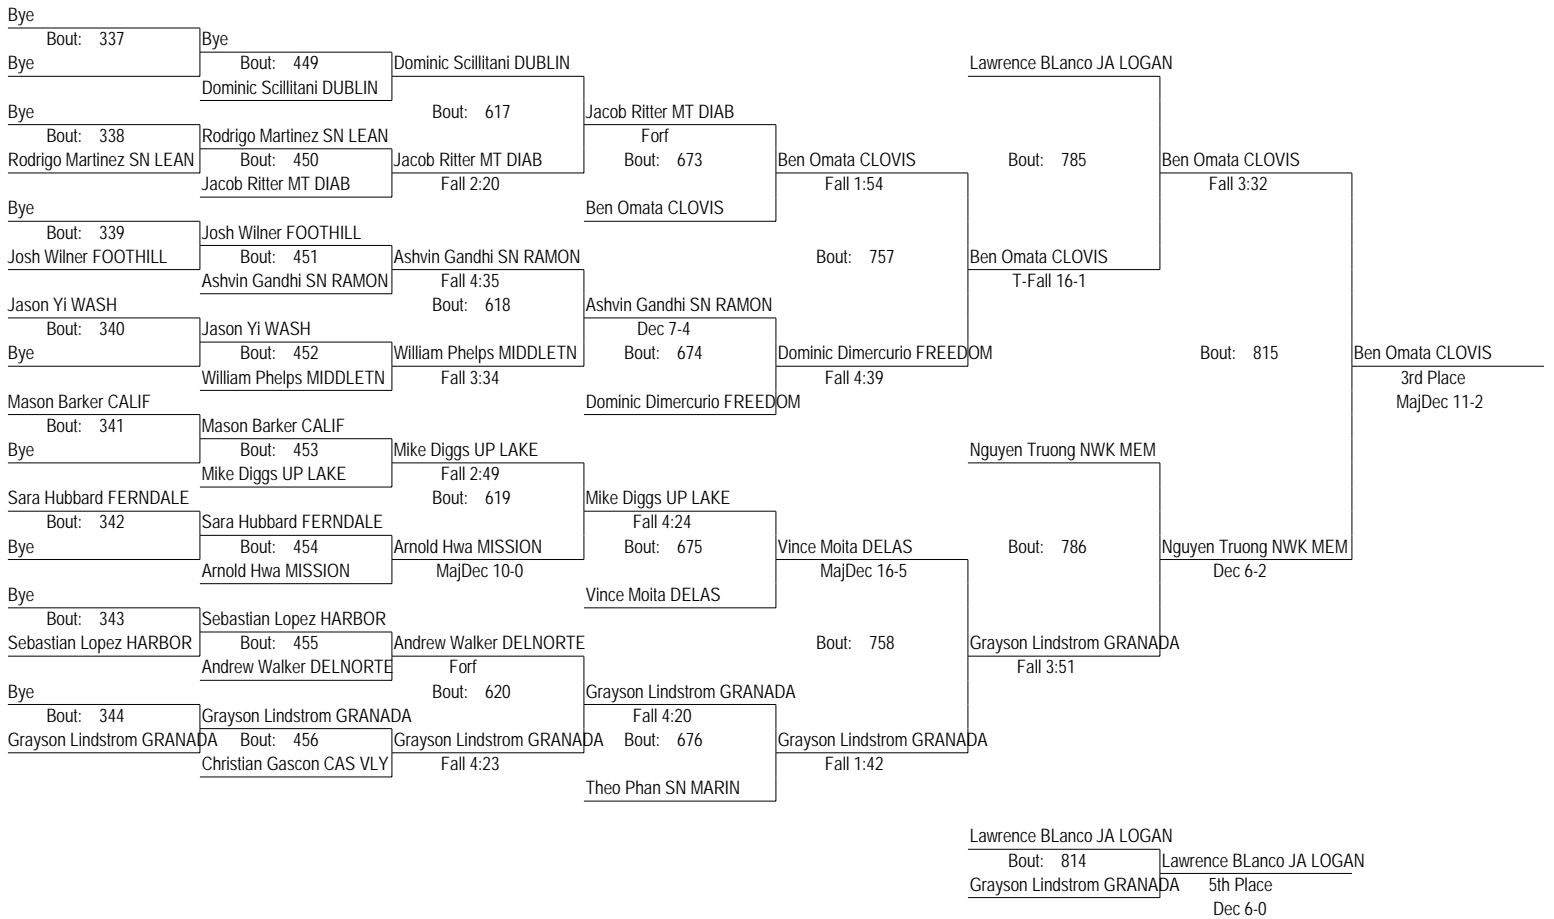 Bye
Bout: 337 Bye
Bye Bout: 449 Dominic Scillitani DUBLIN Lawrence BLanco JA LOGAN
Dominic Scillitani DUBLIN
Bye Bout: 617 Jacob Ritter MT DIAB
Bout: 338 Rodrigo Martinez SN LEAN Forf
Rodrigo Martinez SN LEAN Bout: 450 Jacob Ritter MT DIAB Bout: 673 Ben Omata CLOVIS Bout: 785 Ben Omata CLOVIS
Jacob Ritter MT DIAB Fall 2:20 Fall 1:54 Fall 3:32
Bye Ben Omata CLOVIS
Bout: 339 Josh Wilner FOOTHILL
Josh Wilner FOOTHILL Bout: 451 Ashvin Gandhi SN RAMON Bout: 757 Ben Omata CLOVIS
Ashvin Gandhi SN RAMON Fall 4:35 T-Fall 16-1
Jason Yi WASH Bout: 618 Ashvin Gandhi SN RAMON
Bout: 340 Jason Yi WASH Dec 7-4
Bye Bout: 452 William Phelps MIDDLETN Bout: 674 Dominic Dimercurio FREEDOM Bout: 815 Ben Omata CLOVIS
William Phelps MIDDLETN Fall 3:34 Fall 4:39 3rd Place
Mason Barker CALIF Dominic Dimercurio FREEDOM MajDec 11-2
Bout: 341 Mason Barker CALIF
Bye Bout: 453 Mike Diggs UP LAKE Nguyen Truong NWK MEM
Mike Diggs UP LAKE Fall 2:49
Sara Hubbard FERNDALE Bout: 619 Mike Diggs UP LAKE
Bout: 342 Sara Hubbard FERNDALE Fall 4:24
Bye Bout: 454 Arnold Hwa MISSION Bout: 675 Vince Moita DELAS Bout: 786 Nguyen Truong NWK MEM
Arnold Hwa MISSION MajDec 10-0 MajDec 16-5 Dec 6-2
Bye Vince Moita DELAS
Bout: 343 Sebastian Lopez HARBOR
Sebastian Lopez HARBOR Bout: 455 Andrew Walker DELNORTE Bout: 758 Grayson Lindstrom GRANADA
Andrew Walker DELNORTE Forf Fall 3:51
Bye Bout: 620 Grayson Lindstrom GRANADA
Bout: 344 Grayson Lindstrom GRANADA Fall 4:20
Grayson Lindstrom GRANADA Bout: 456 Grayson Lindstrom GRANADA Bout: 676 Grayson Lindstrom GRANADA
Christian Gascon CAS VLY Fall 4:23 Fall 1:42
Theo Phan SN MARIN
Lawrence BLanco JA LOGAN
Bout: 814 Lawrence BLanco JA LOGAN
Grayson Lindstrom GRANADA 5th Place
Dec 6-0